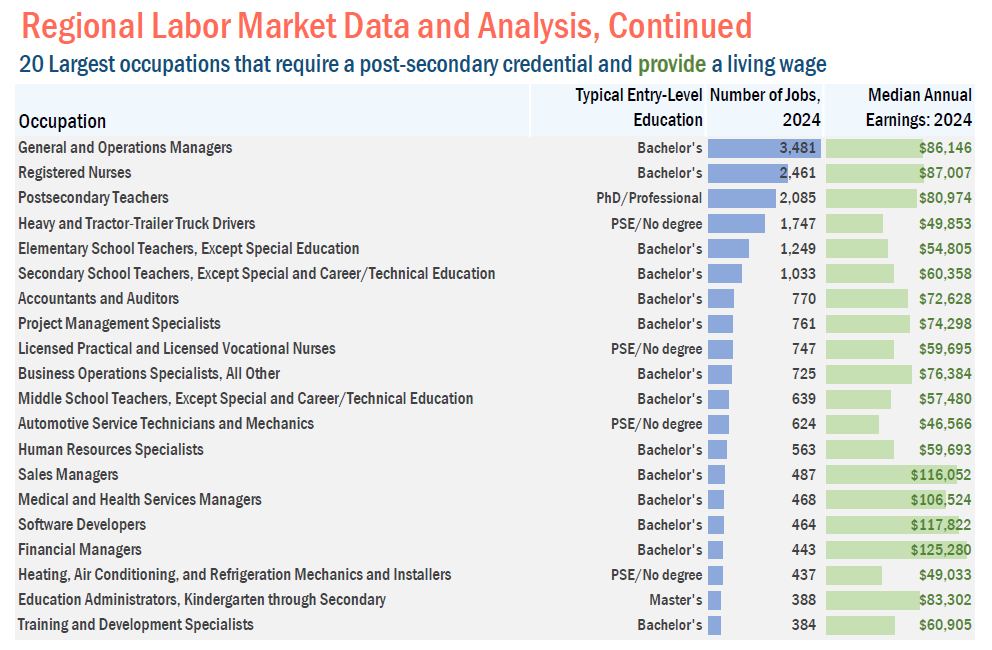 Regional Labor Market Data and Analysis, Continued
20 Largest occupations that require a post-secondary credential and provide a living wage
Occupation Typical Entry-Level Education Number of Jobs, 2024 Median Annual Earnings: 2024
General and Operations Managers Bachelor's 3,481 $86,146
Registered Nurses Bachelor's 2,461 $87,007
Postsecondary Teachers PhD/Professional 2,085 $80,974
Heavy and Tractor-Trailer Truck Drivers PSE/No degree 1,747 $49,853
Elementary School Teachers, Except Special Education Bachelor's 1,249 $54,805
Secondary School Teachers, Except Special and Career/Technical Education Bachelor's 1,033 $60,358
Accountants and Auditors Bachelor's 770 $72,628
Project Management Specialists Bachelor's 761 $74,298
Licensed Practical and Licensed Vocational Nurses PSE/No degree 747 $59,695
Business Operations Specialists, All Other Bachelor's 725 $76,384
Middle School Teachers, Except Special and Career/Technical Education Bachelor's 639 $57,480
Automotive Service Technicians and Mechanics PSE/No degree 624 $46,566
Human Resources Specialists Bachelor's 563 $59,693
Sales Managers Bachelor's 487 $116,052
Medical and Health Services Managers Bachelor's 468 $106,524
Software Developers Bachelor's 464 $117,822
Financial Managers Bachelor's 443 $125,280
Heating, Air Conditioning, and Refrigeration Mechanics and Installers PSE/No degree 437 $49,033
Education Administrators, Kindergarten through Secondary Master's 388 $83,302
Training and Development Specialists Bachelor's 384 $60,905